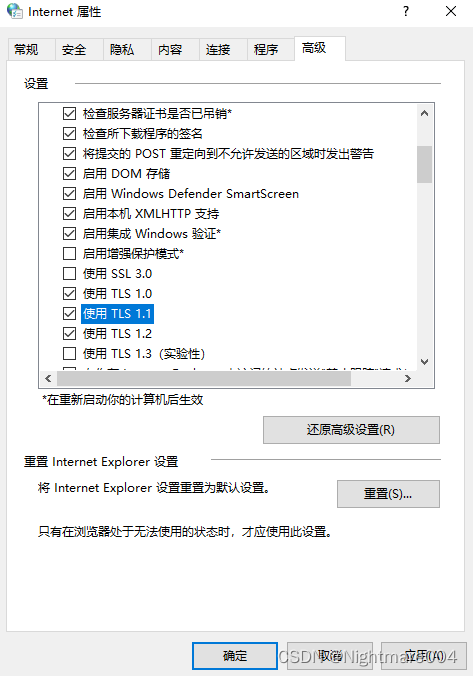 Internet 属性
常规 安全 隐私 内容 连接 程序 高级
设置
检查服务器证书是否已吊销*
检查所下载程序的签名
将提交的 POST 重定向到不允许发送的区域时发出警告
启用 DOM 存储
启用 Windows Defender SmartScreen
启用本机 XMLHTTP 支持
启用集成 Windows 验证*
启用增强保护模式*
使用 SSL 3.0
使用 TLS 1.0
使用 TLS 1.1
使用 TLS 1.2
使用 TLS 1.3（实验性）
*在重新启动你的计算机后生效
还原高级设置(R)
重置 Internet Explorer 设置
将 Internet Explorer 设置重置为默认设置。
重置(S)...
只有在浏览器处于无法使用的状态时，才应使用此设置。
确定 取消 应用(A)
CSDN @Nightmare004